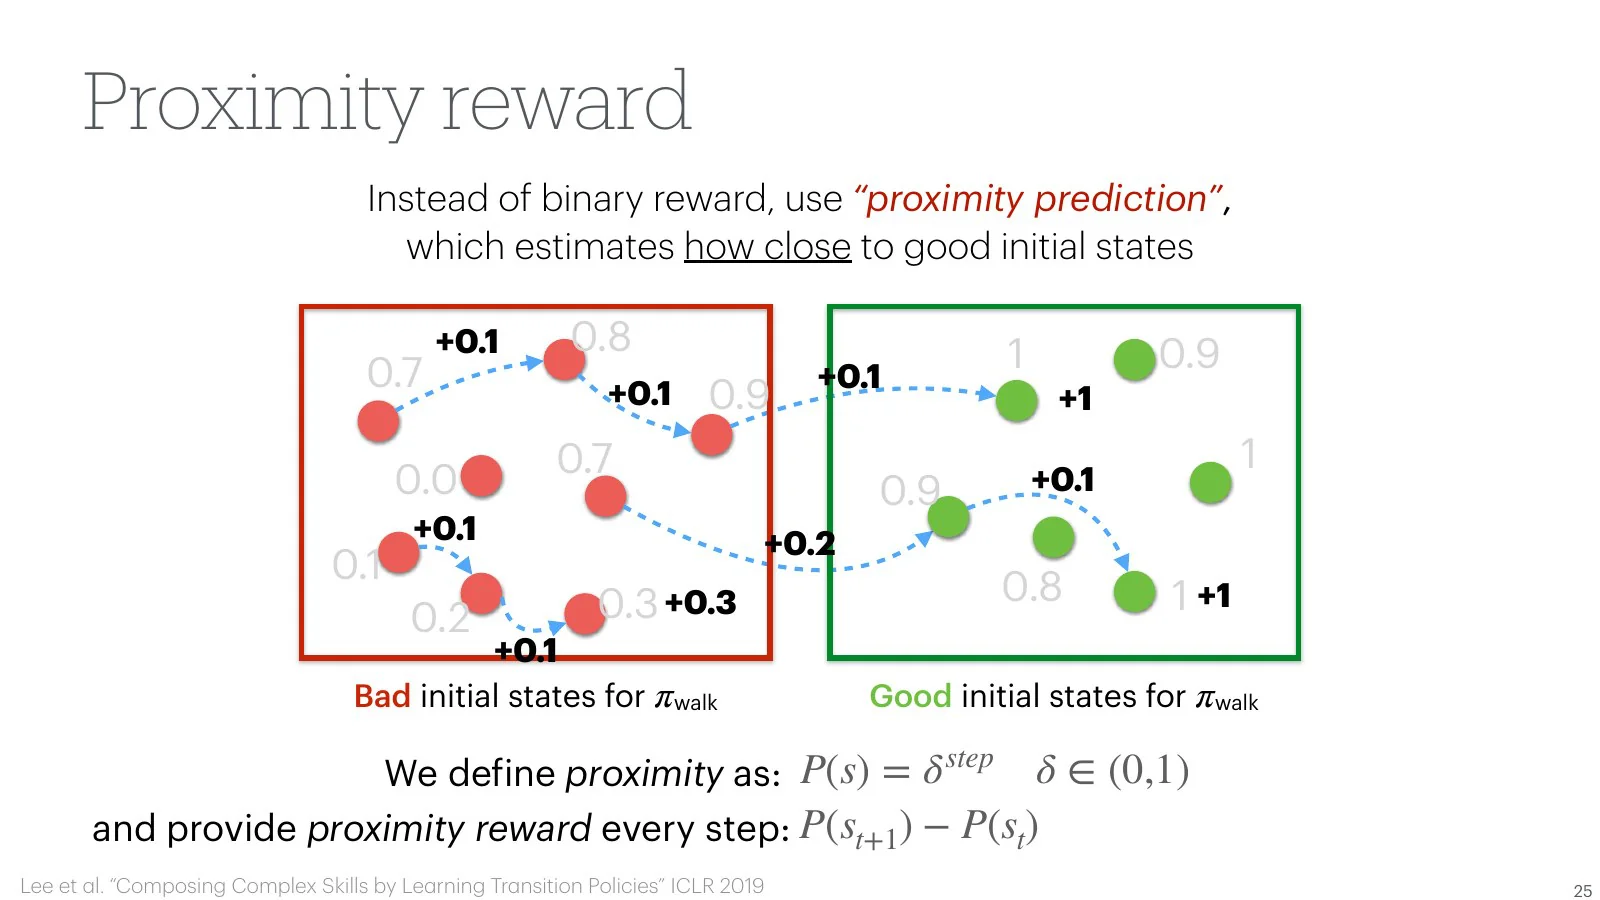 Proximity reward
Instead of binary reward, use “proximity prediction”,
which estimates how close to good initial states
+0.1
0.8
0.7
+0.1
0.9
+0.1
1
+1
0.9
0.0
0.7
0.9
+0.1
1
+0.1
0.1
0.2
+0.1
0.3 +0.3
+0.2
0.8
1 +1
Bad initial states for πwalk
Good initial states for πwalk
We define proximity as: P(s) = δ^step δ ∈ (0,1)
and provide proximity reward every step: P(s_{t+1}) − P(s_t)
Lee et al. “Composing Complex Skills by Learning Transition Policies” ICLR 2019
25